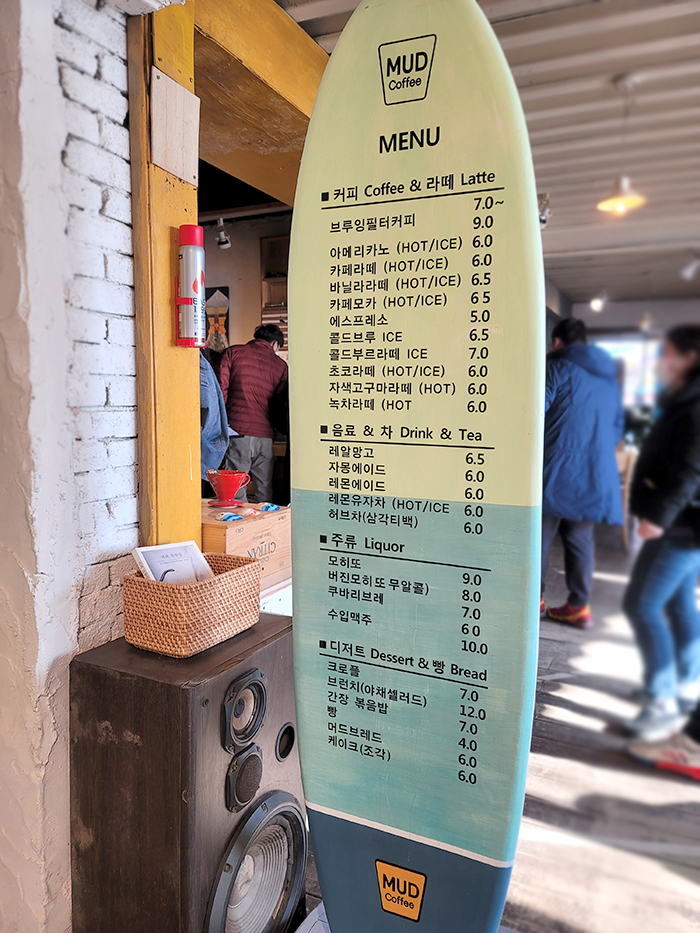 MUD
Coffee
MENU
■ 커피 Coffee & 라떼 Latte
7.0~
브루잉필터커피 9.0
아메리카노 (HOT/ICE) 6.0
카페라떼 (HOT/ICE) 6.0
바닐라라떼 (HOT/ICE) 6.5
카페모카 (HOT/ICE) 6 5
에스프레소 5.0
콜드브루 ICE 6.5
콜드부르라떼 ICE 7.0
초코라떼 (HOT/ICE) 6.0
자색고구마라떼 (HOT) 6.0
녹차라떼 (HOT 6.0
■ 음료 & 차 Drink & Tea
레알망고 6.5
자몽에이드 6.0
레몬에이드 6.0
레몬유자차 (HOT/ICE 6.0
허브차(삼각티백) 6.0
■ 주류 Liquor
모히또 9.0
버진모히또무알콜) 8.0
쿠바리브레 7.0
수입맥주 6 0
10.0
■ 디저트 Dessert & 빵 Bread
크로플 7.0
브런치(야채셀러드) 12.0
간장 볶음밥 7.0
빵 4.0
머드브레드 6.0
케이크(조각) 6.0
MUD
Coffee